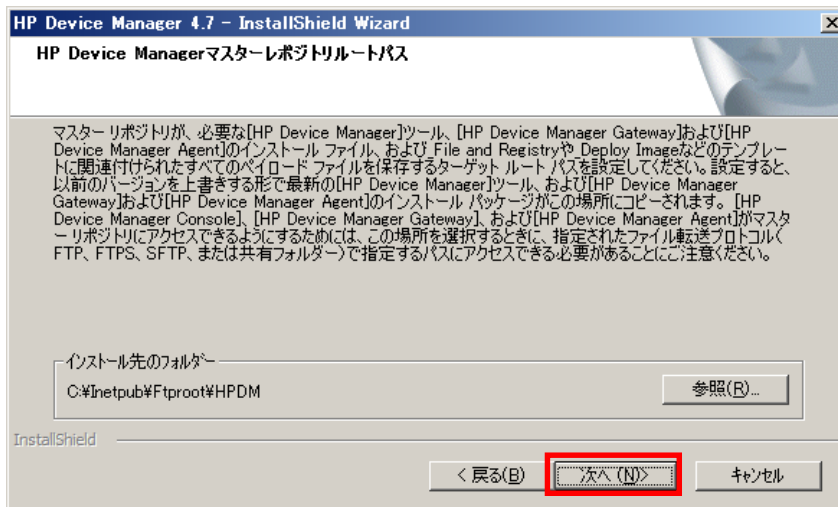 HP Device Manager 4.7 - InstallShield Wizard
HP Device Managerマスターレポジトリルートパス
マスター リポジトリが、必要な[HP Device Manager]ツール、[HP Device Manager Gateway]および[HP
Device Manager Agent]のインストール ファイル、および File and Registryや Deploy Imageなどのテンプレー
トに関連付けられたすべてのペイロード ファイルを保存するターゲット ルート パスを設定してください。設定すると、
以前のバージョンを上書きする形で最新の[HP Device Manager]ツール、および[HP Device Manager
Gateway]および[HP Device Manager Agent]のインストール パッケージがこの場所にコピーされます。 [HP
Device Manager Console]、[HP Device Manager Gateway]、および[HP Device Manager Agent]がマスタ
ー リポジトリにアクセスできるようにするためには、この場所を選択するときに、指定されたファイル転送プロトコル(
FTP、FTPS、SFTP、または共有フォルダー)で指定するパスにアクセスできる必要があることにご注意ください。
インストール先のフォルダー
C:¥Inetpub¥Ftproot¥HPDM
参照(R)...
InstallShield
< 戻る(B)
次へ (N)>
キャンセル